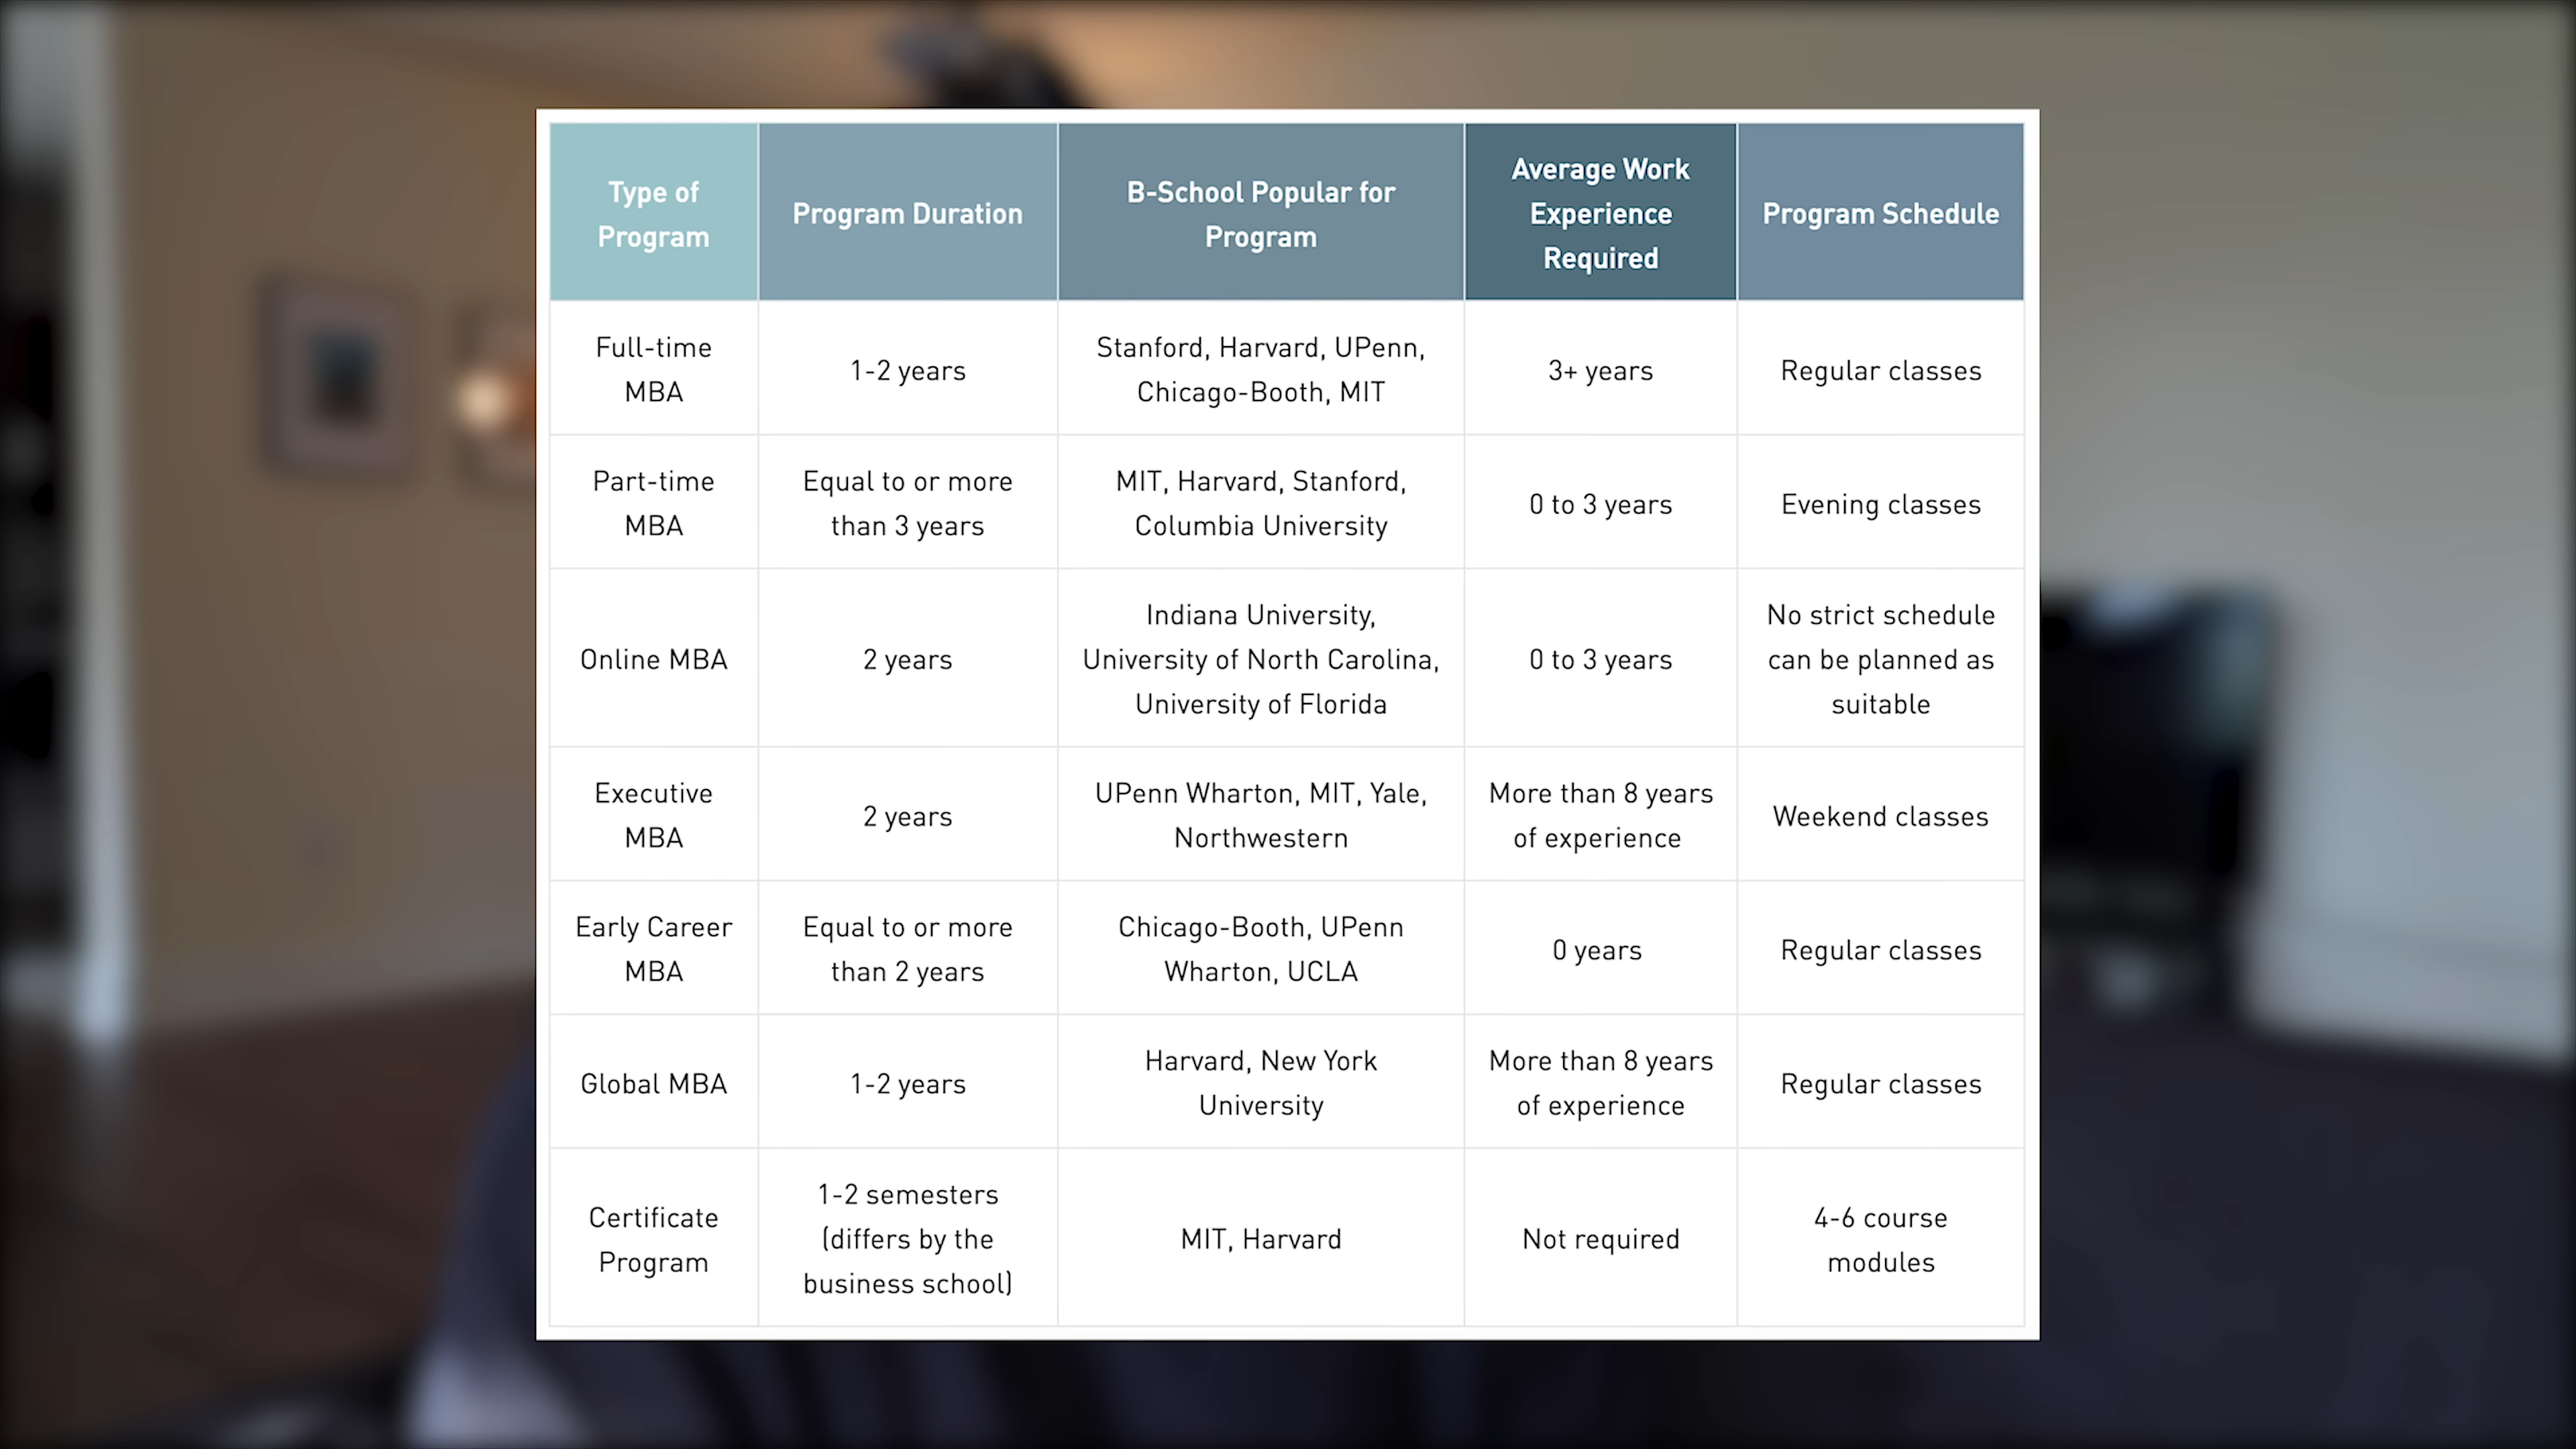 Type of
Program
Program Duration
B-School Popular for
Program
Average Work
Experience
Required
Program Schedule
Full-time
MBA
1-2 years
Stanford, Harvard, UPenn,
Chicago-Booth, MIT
3+ years
Regular classes
Part-time
MBA
Equal to or more
than 3 years
MIT, Harvard, Stanford,
Columbia University
0 to 3 years
Evening classes
Online MBA
2 years
Indiana University,
University of North Carolina,
University of Florida
0 to 3 years
No strict schedule
can be planned as
suitable
Executive
MBA
2 years
UPenn Wharton, MIT, Yale,
Northwestern
More than 8 years
of experience
Weekend classes
Early Career
MBA
Equal to or more
than 2 years
Chicago-Booth, UPenn
Wharton, UCLA
0 years
Regular classes
Global MBA
1-2 years
Harvard, New York
University
More than 8 years
of experience
Regular classes
Certificate
Program
1-2 semesters
(differs by the
business school)
MIT, Harvard
Not required
4-6 course
modules